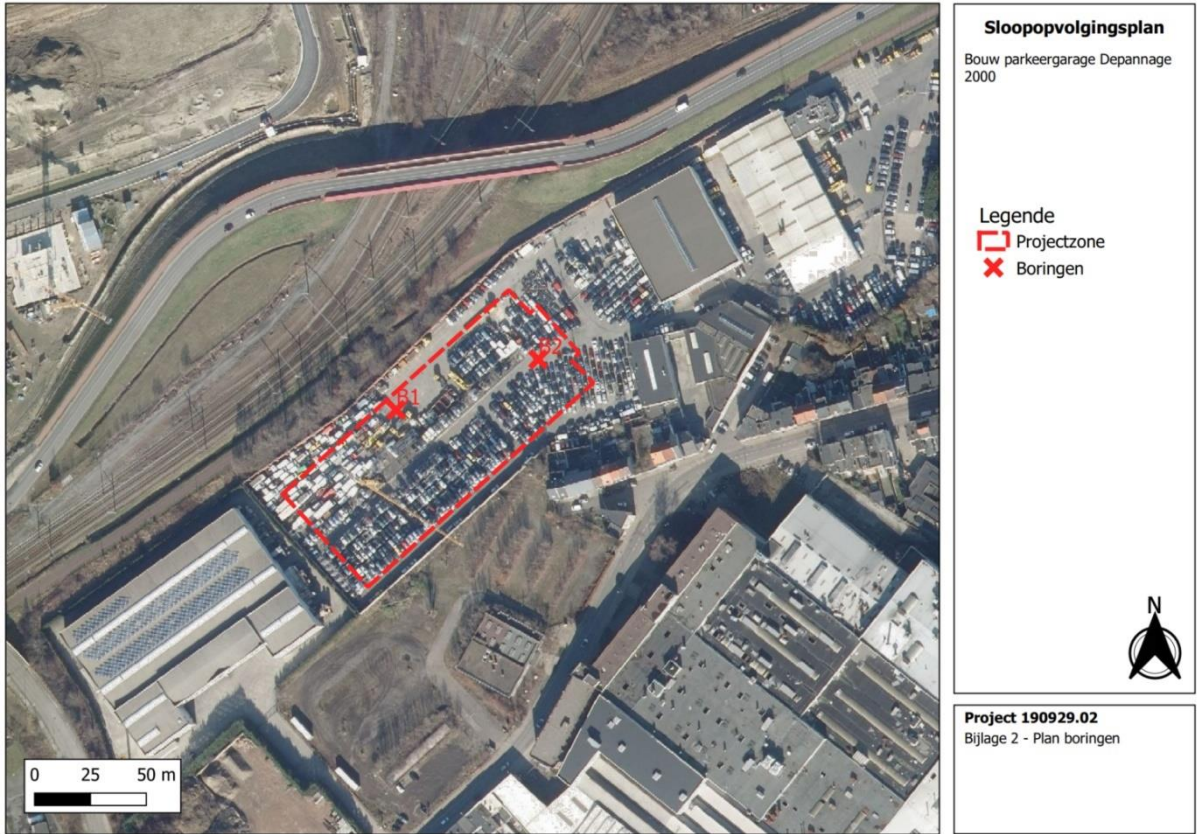 Sloopopvolgingsplan
Bouw parkeergarage Depannage
2000
Legende
Projectzone
Boringen
B2
B1
N
0 25 50 m
Project 190929.02
Bijlage 2 - Plan boringen